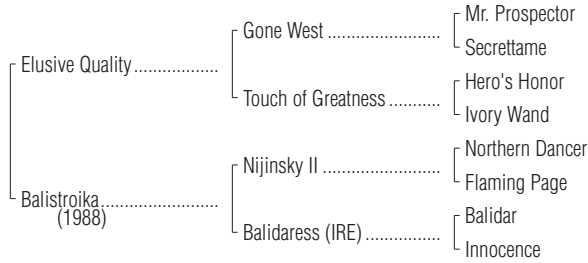 Mr. Prospector
Gone West ....................
Secrettame
Elusive Quality ...............
Hero's Honor
Touch of Greatness ..........
Ivory Wand
Northern Dancer
Nijinsky II .....................
Flaming Page
Balistroika.....................
(1988)
Balidar
Balidaress (IRE) ...............
Innocence